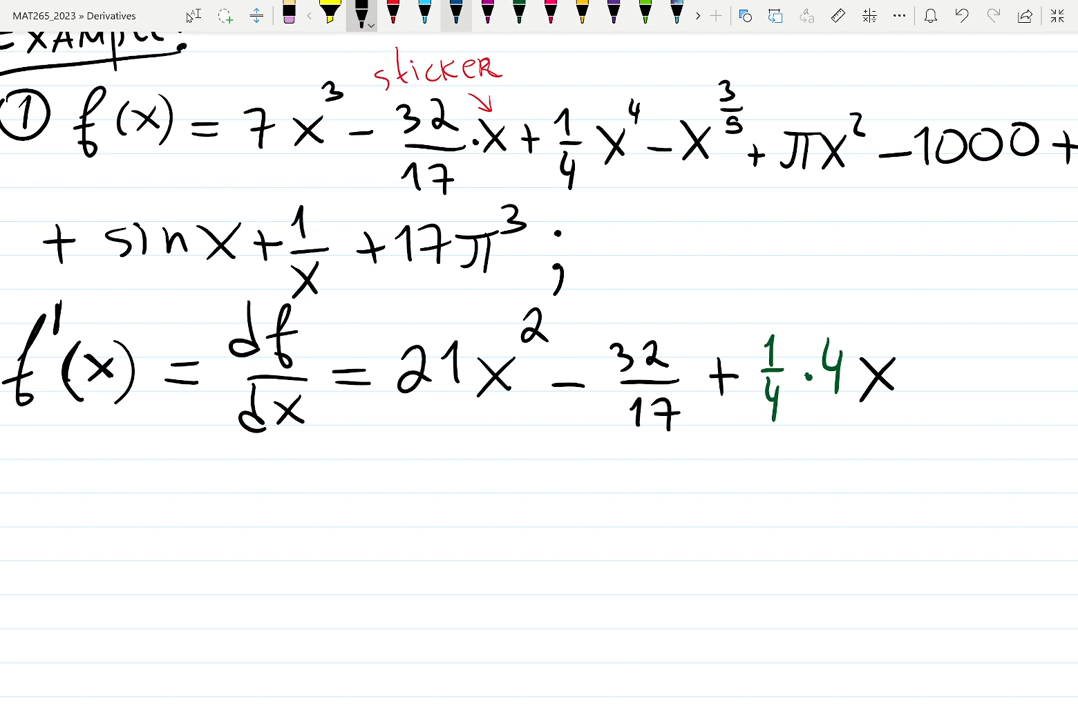 MAT265_2023 » Derivatives
EXAMPLE:
sticker
① f(x) = 7x³ - 32/17 · x + 1/4 x⁴ - x^(3/5) + πx² - 1000 +
+ sin x + 1/x + 17π³ ;
f'(x) = df/dx = 21x² - 32/17 + 1/4 · 4x